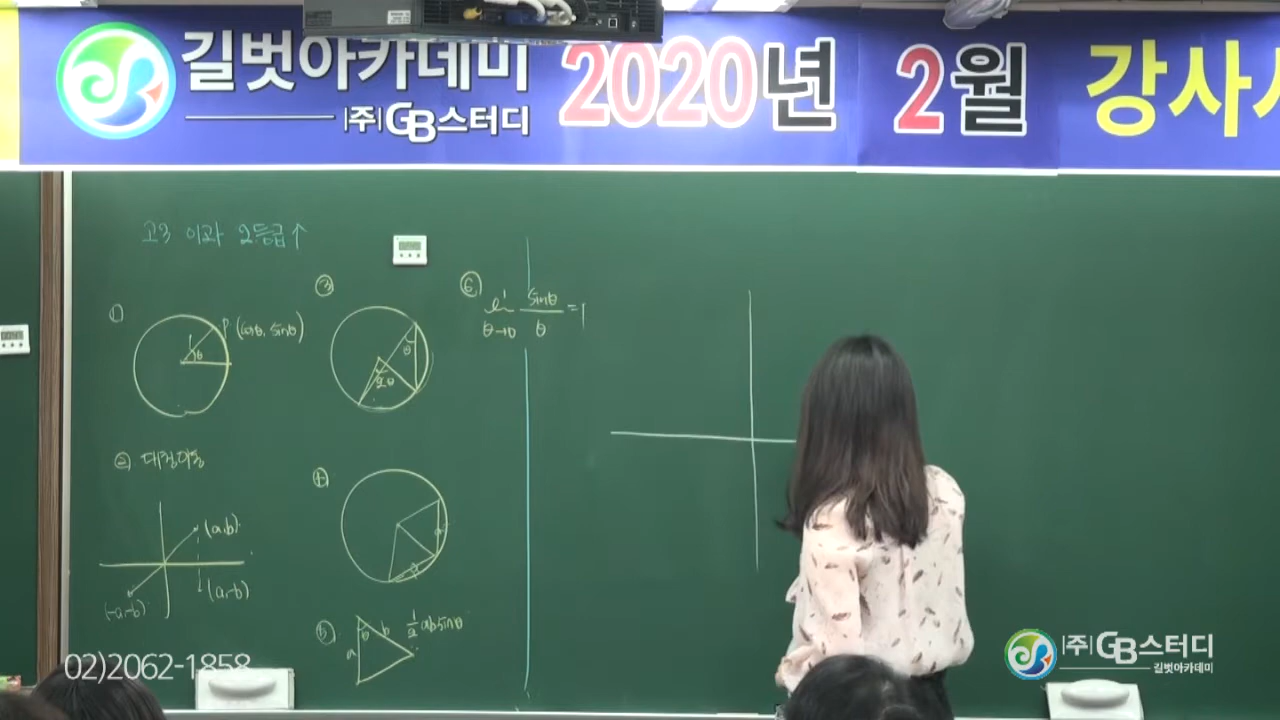 길벗아카데미
(주)GB스터디
2020년 2월 강사
고3 이과 2등급↑
①
P (cosθ, sinθ)
θ
② 대칭이동
(a,b)
(a,-b)
(-a,-b)
③
θ
2θ
④
⑤
θ b
a
1/2 ab sinθ
⑥
lim θ→0 sinθ/θ = 1
02)2062-1858
(주)GB스터디
길벗아카데미